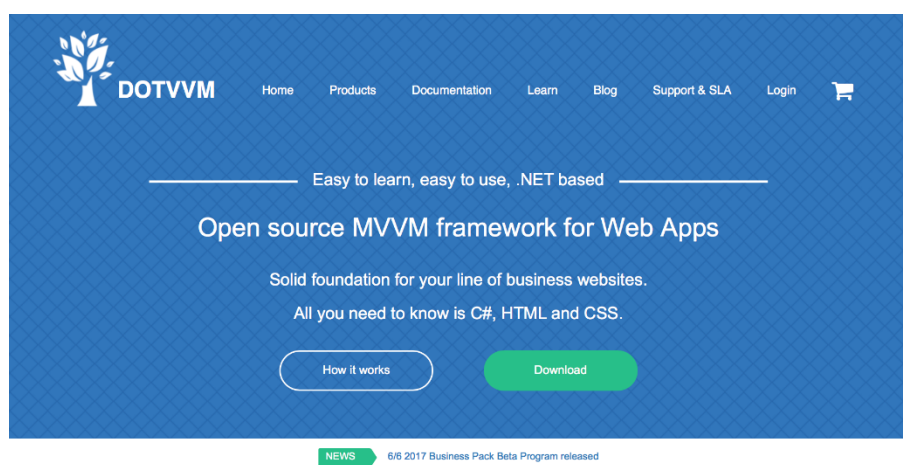 DOTVVM
Home Products Documentation Learn Blog Support & SLA Login
Easy to learn, easy to use, .NET based
Open source MVVM framework for Web Apps
Solid foundation for your line of business websites.
All you need to know is C#, HTML and CSS.
How it works Download
NEWS 6/6 2017 Business Pack Beta Program released